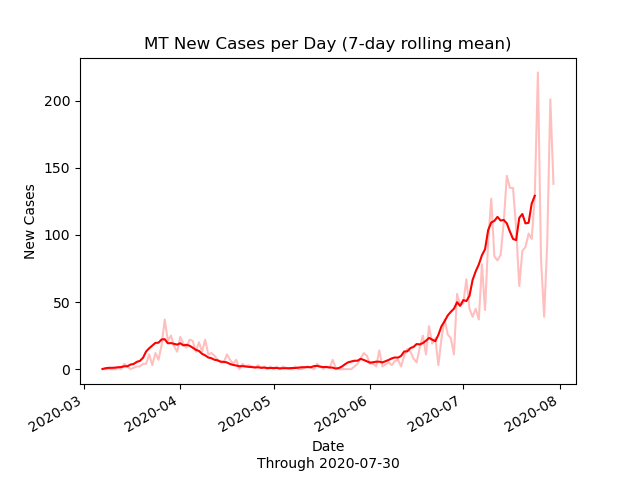 MT New Cases per Day (7-day rolling mean)
200
150
100
50
0
New Cases
2020-03
2020-04
2020-05
2020-06
2020-07
2020-08
Date
Through 2020-07-30